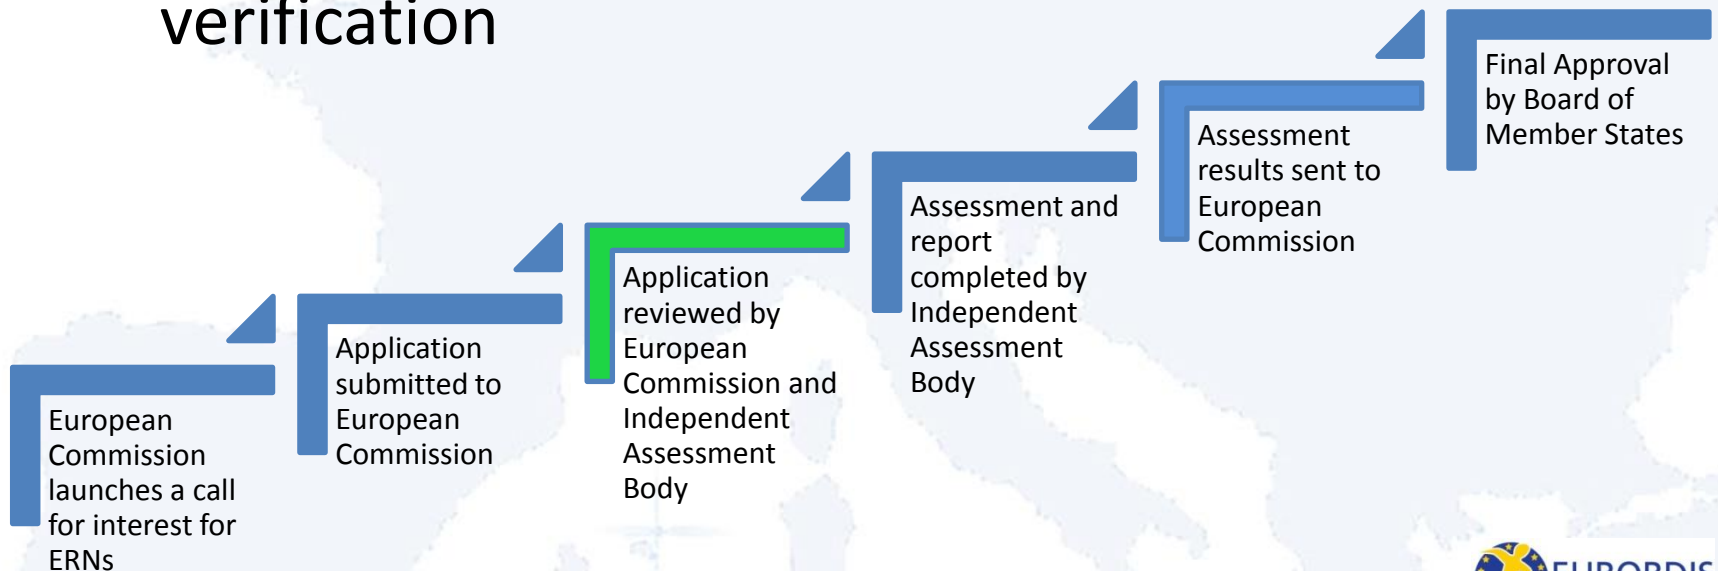 verification
European
Commission
launches a call
for interest for
ERNs
Application
submitted to
European
Commission
Application
reviewed by
European
Commission and
Independent
Assessment
Body
Assessment and
report
completed by
Independent
Assessment
Body
Assessment
results sent to
European
Commission
Final Approval
by Board of
Member States
EURORDIS